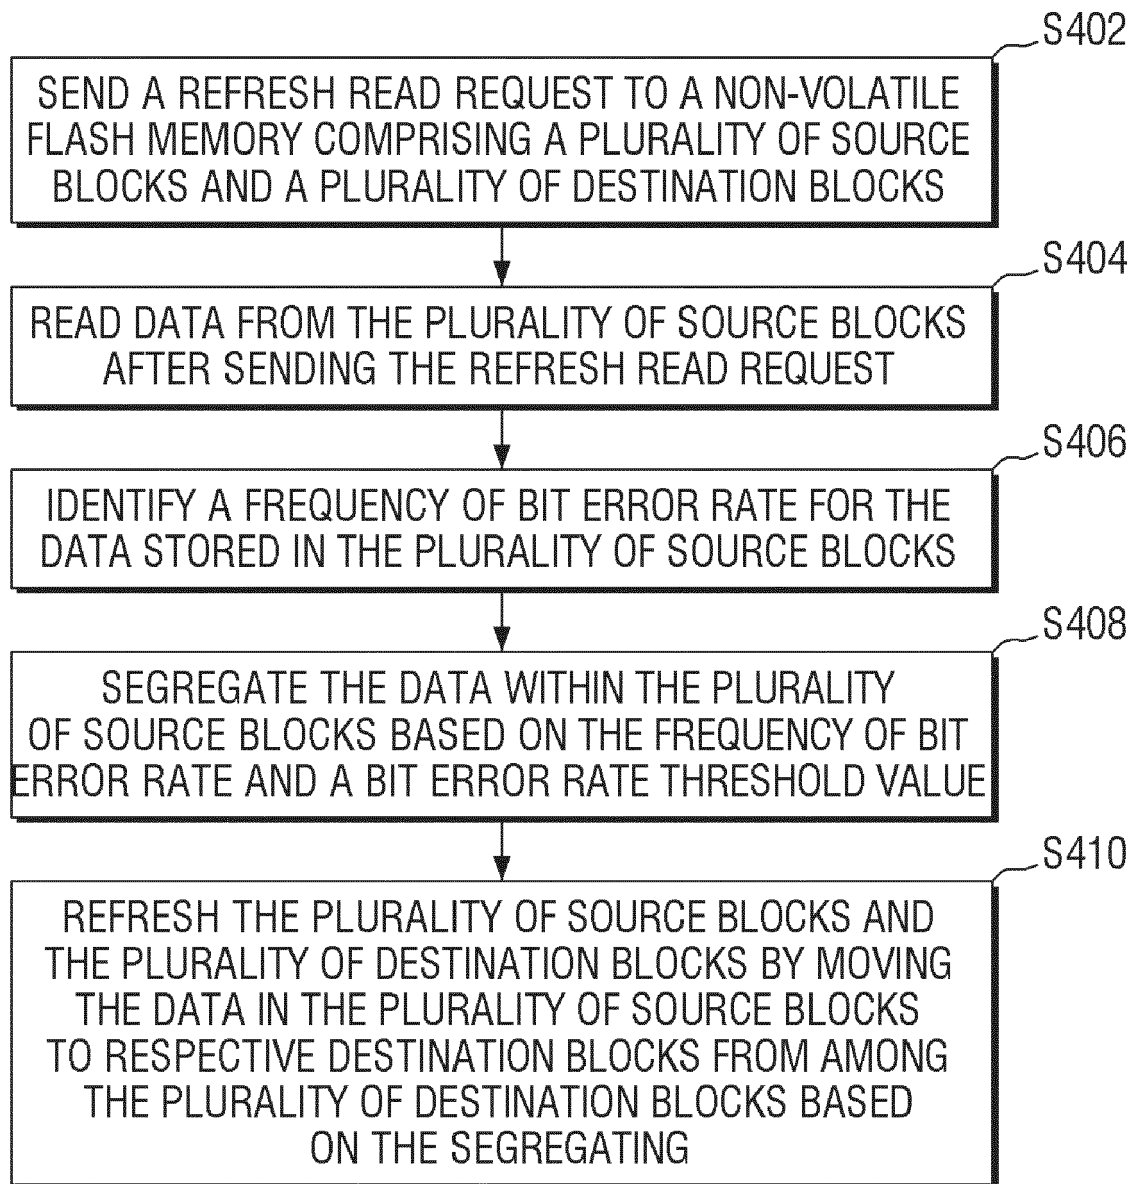 S402
SEND A REFRESH READ REQUEST TO A NON-VOLATILE
FLASH MEMORY COMPRISING A PLURALITY OF SOURCE
BLOCKS AND A PLURALITY OF DESTINATION BLOCKS
S404
READ DATA FROM THE PLURALITY OF SOURCE BLOCKS
AFTER SENDING THE REFRESH READ REQUEST
S406
IDENTIFY A FREQUENCY OF BIT ERROR RATE FOR THE
DATA STORED IN THE PLURALITY OF SOURCE BLOCKS
S408
SEGREGATE THE DATA WITHIN THE PLURALITY
OF SOURCE BLOCKS BASED ON THE FREQUENCY OF BIT
ERROR RATE AND A BIT ERROR RATE THRESHOLD VALUE
S410
REFRESH THE PLURALITY OF SOURCE BLOCKS AND
THE PLURALITY OF DESTINATION BLOCKS BY MOVING
THE DATA IN THE PLURALITY OF SOURCE BLOCKS
TO RESPECTIVE DESTINATION BLOCKS FROM AMONG
THE PLURALITY OF DESTINATION BLOCKS BASED
ON THE SEGREGATING